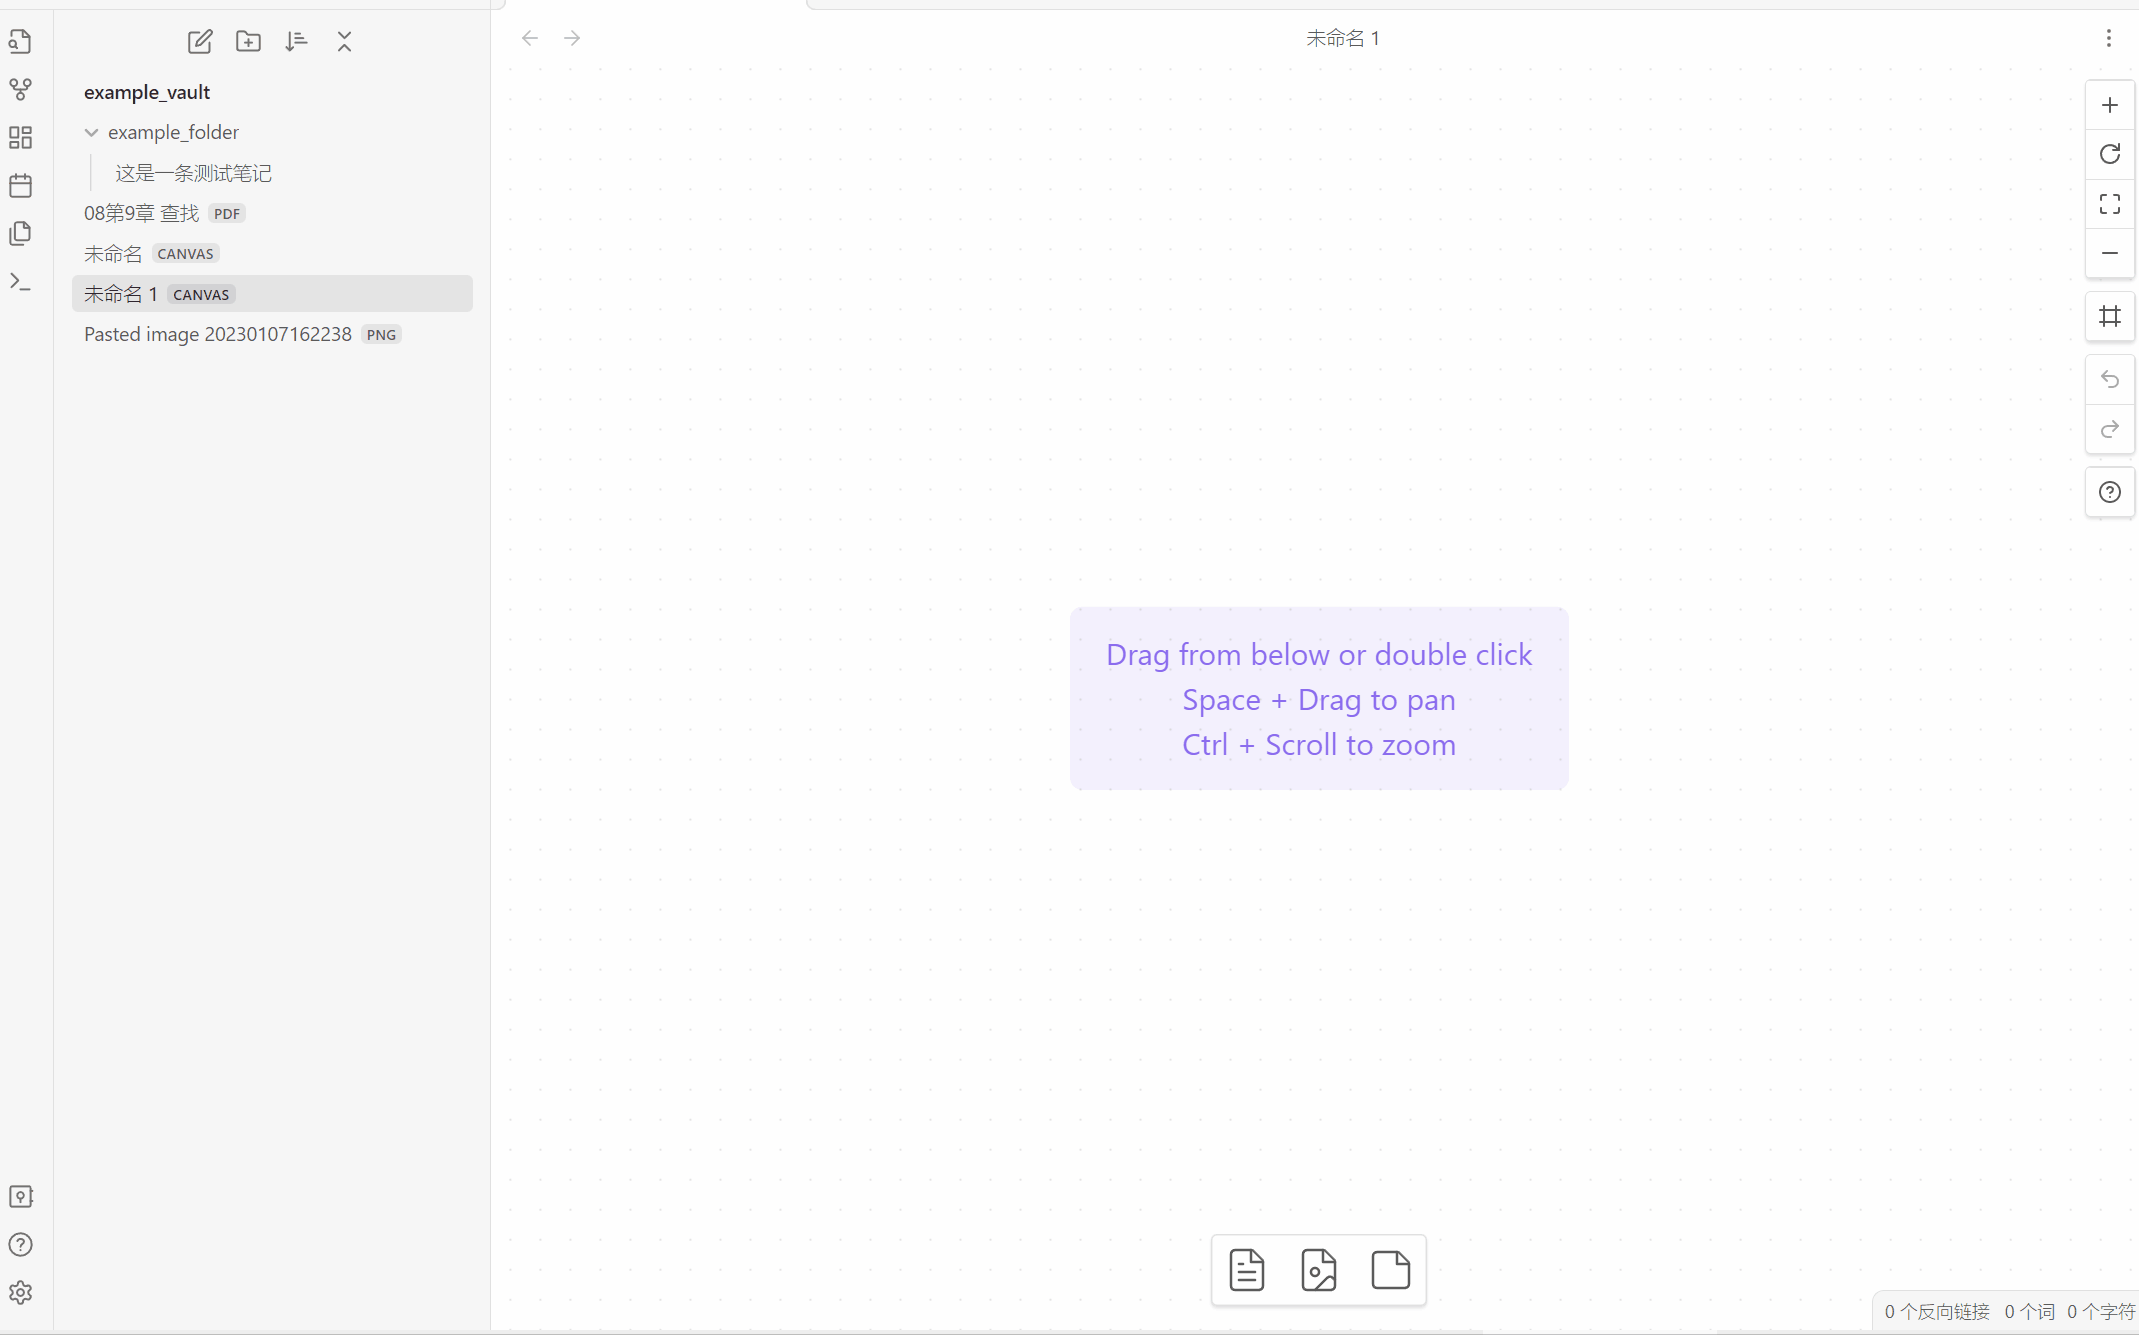 未命名 1
example_vault
example_folder
这是一条测试笔记
08第9章 查找 PDF
未命名 CANVAS
未命名 1 CANVAS
Pasted image 20230107162238 PNG
Drag from below or double click
Space + Drag to pan
Ctrl + Scroll to zoom
0 个反向链接 0 个词 0 个字符